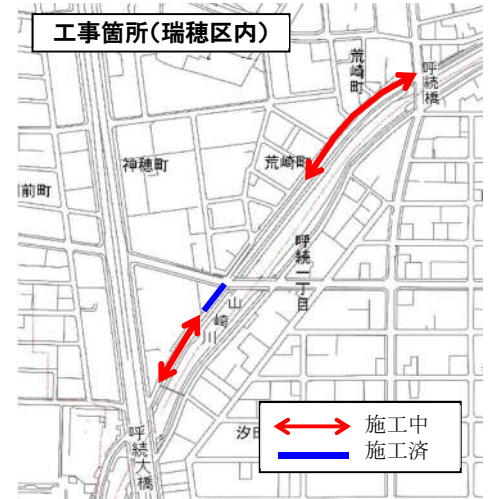 工事箇所（瑞穂区内）
荒崎町
呼続橋
神穂町
荒崎町
前町
呼続一丁目
山崎川
呼続大橋
汐田
施工中
施工済